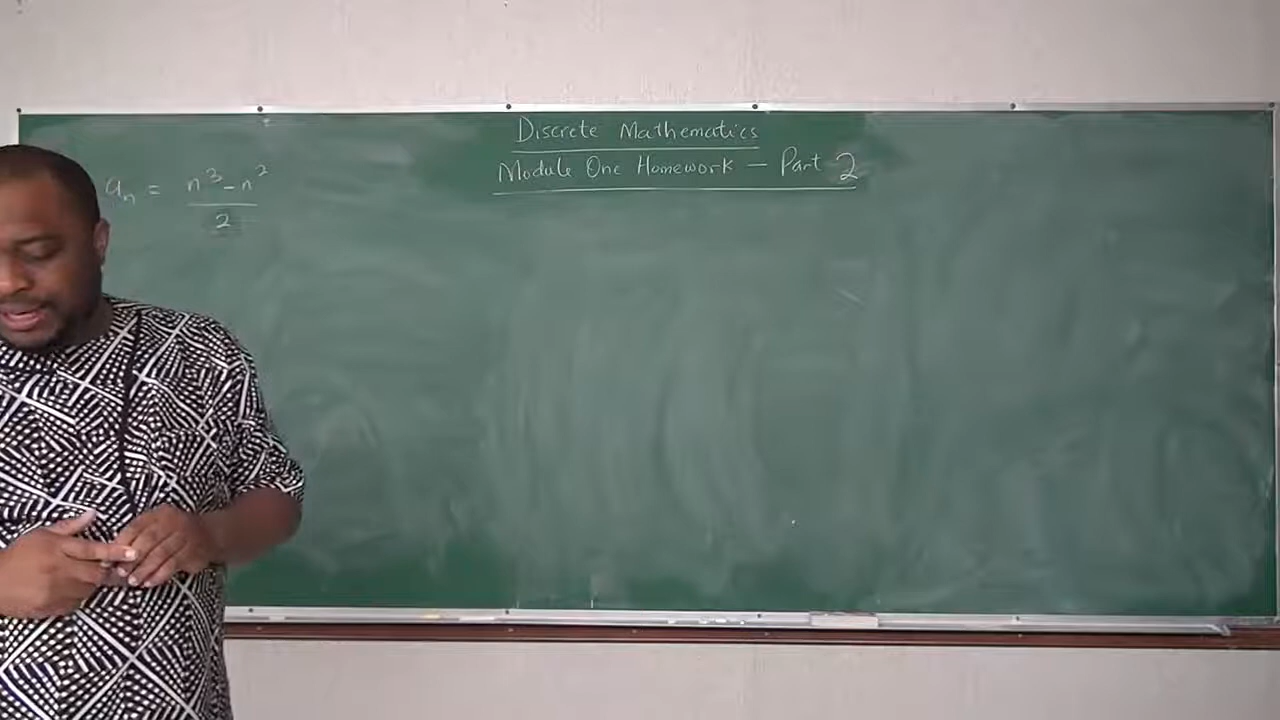 Discrete Mathematics
Module One Homework — Part 2
aₙ = n³ - n² / 2